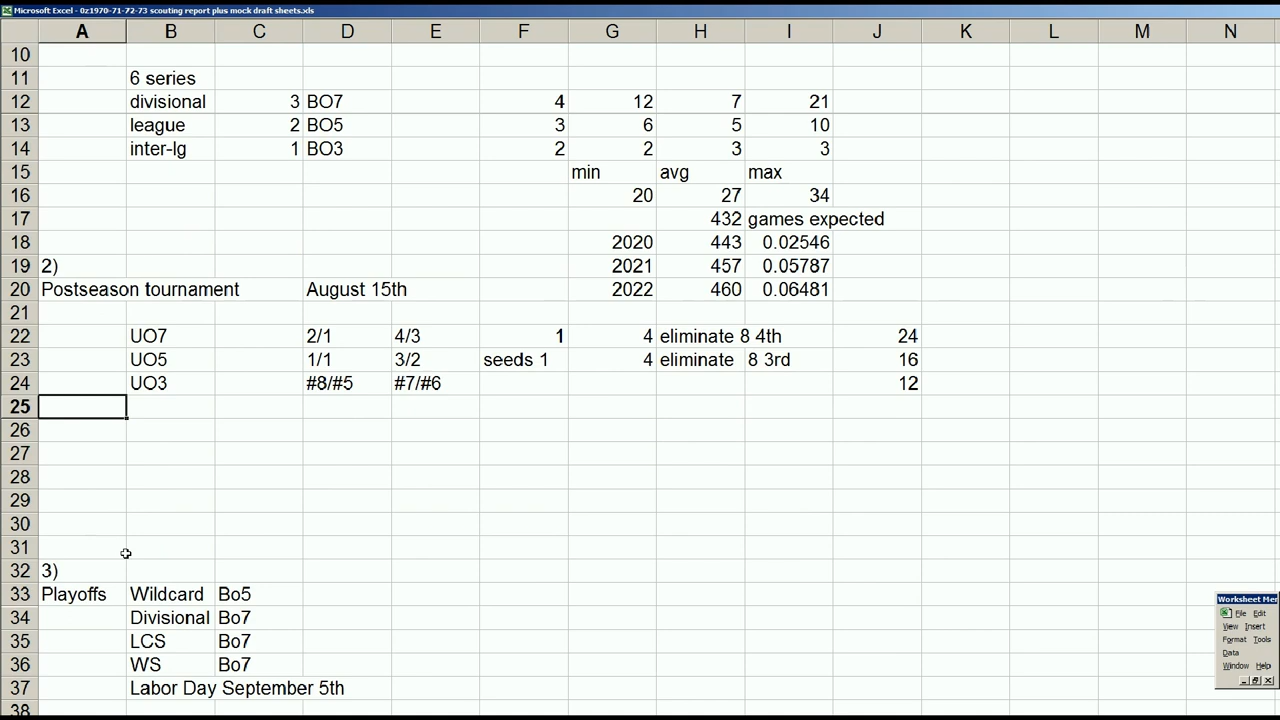 Microsoft Excel - 0z1970-71-72-73 scouting report plus mock draft sheets.xls
A B C D E F G H I J K L M N
10
11 6 series
12 divisional 3 BO7 4 12 7 21
13 league 2 BO5 3 6 5 10
14 inter-lg 1 BO3 2 2 3 3
15 min avg max
16 20 27 34
17 432 games expected
18 2020 443 0.02546
19 2) 2021 457 0.05787
20 Postseason tournament August 15th 2022 460 0.06481
21
22 UO7 2/1 4/3 1 4 eliminate 8 4th 24
23 UO5 1/1 3/2 seeds 1 4 eliminate 8 3rd 16
24 UO3 #8/#5 #7/#6 12
25
26
27
28
29
30
31
32 3)
33 Playoffs Wildcard Bo5
34 Divisional Bo7
35 LCS Bo7
36 WS Bo7
37 Labor Day September 5th
38
Worksheet Mer
File Edit
View Insert
Format Tools
Data
Window Help